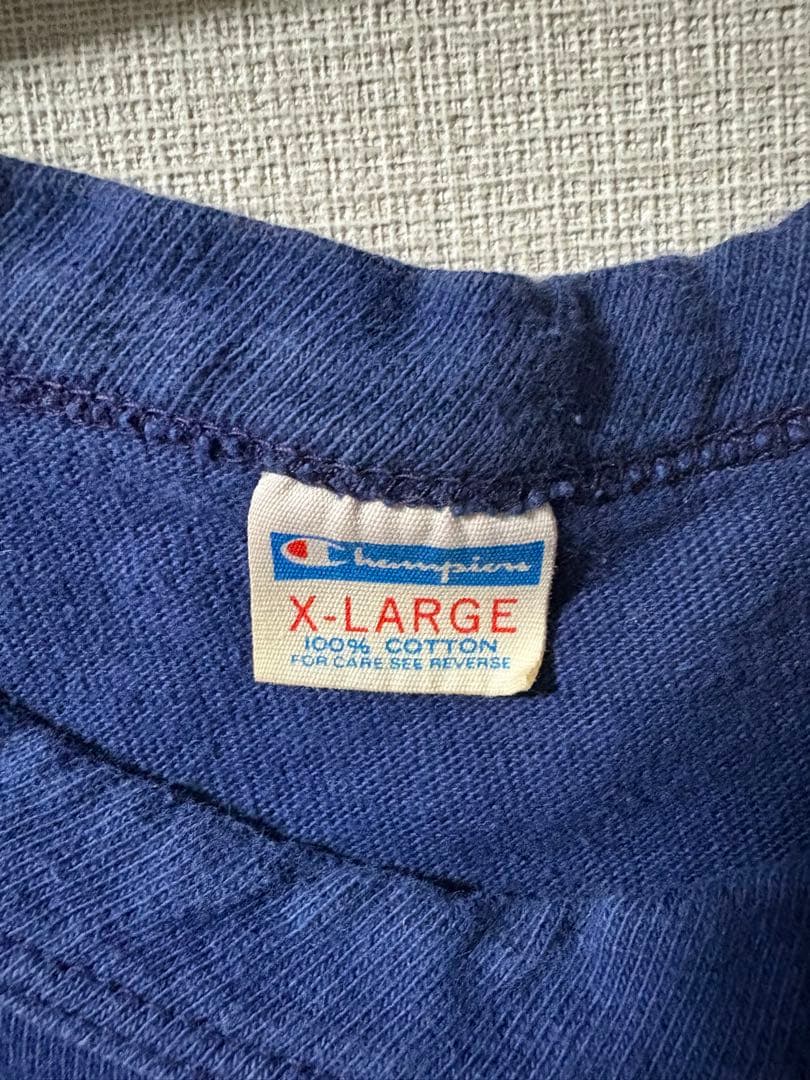 Champion
X-LARGE
100% COTTON
FOR CARE SEE REVERSE